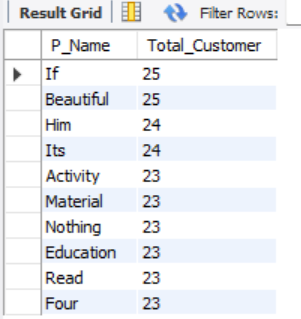 Result Grid Filter Rows:
P_Name Total_Customer
If 25
Beautiful 25
Him 24
Its 24
Activity 23
Material 23
Nothing 23
Education 23
Read 23
Four 23